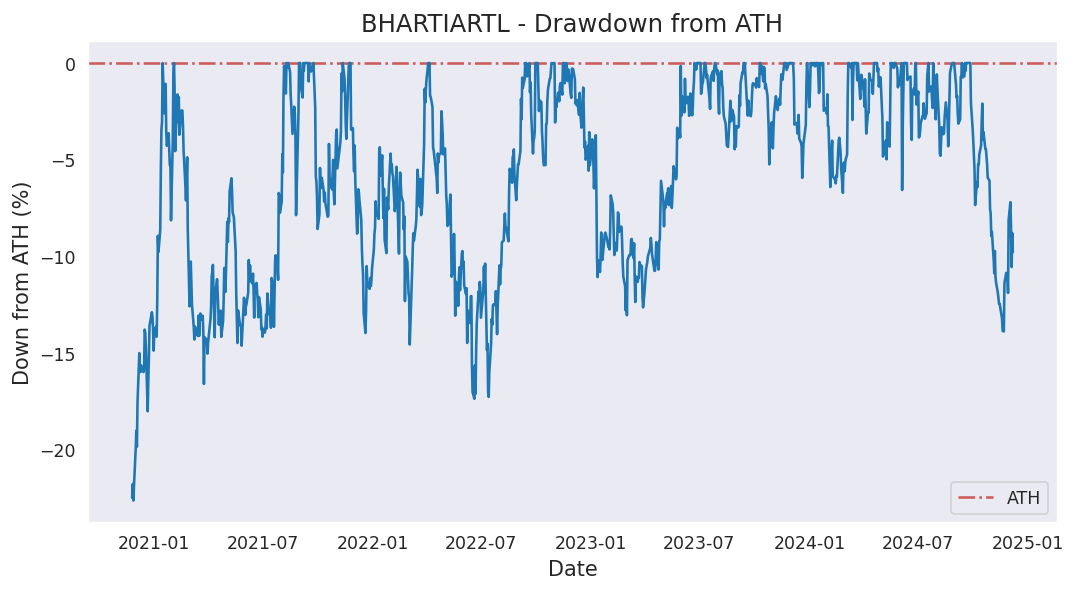 BHARTIARTL - Drawdown from ATH
Down from ATH (%)
0
−5
−10
−15
−20
ATH
2021-01 2021-07 2022-01 2022-07 2023-01 2023-07 2024-01 2024-07 2025-01
Date